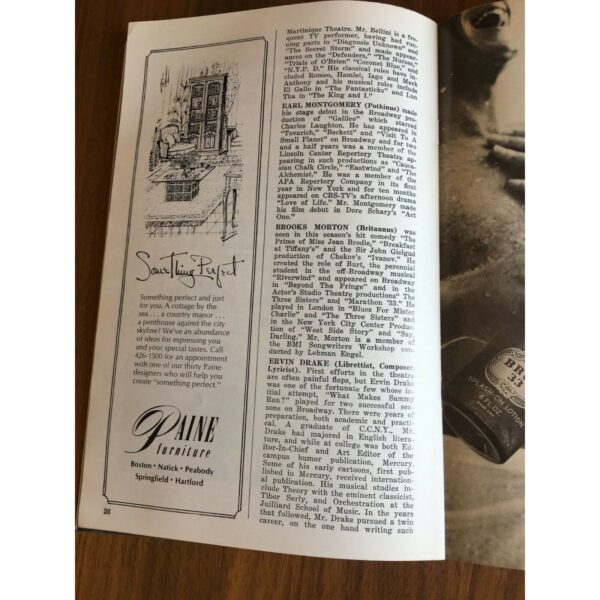 Some Thing Perfect
Something perfect and just
for you. A cottage by the
sea . . . a country manor . . .
a penthouse against the city
skyline? We've an abundance
of ideas for expressing you
and your special tastes. Call
426-1500 for an appointment
with one of our thirty Paine
designers who will help you
create "something perfect."
PAINE
furniture
Boston • Natick • Peabody
Springfield • Hartford
26
Martinique Theatre. Mr. Bellini is a fre-
quent TV performer, having had run-
ning parts in "Diagnosis Unknown" and
"The Secret Storm" and made appear-
ances on the "Defenders," "The Nurses,"
"Trials of O'Brien" "Coronet Blue," and
"N.Y.P. D." His classical roles have in-
cluded Romeo, Hamlet, Iago and Mark
Anthony and his musical roles include
El Gallo in "The Fantasticks" and Lun
Tha in "The King and I."
EARL MONTGOMERY (Pothinus) made
his stage debut in the Broadway pro-
duction of "Galileo" which starred
Charles Laughton. He has appeared in
"Tovarich," "Beckett" and "Visit To A
Small Planet" on Broadway and for two
and a half years was a member of the
Lincoln Center Repertory Theatre ap-
pearing in such productions as "Cauca-
sian Chalk Circle," "Eastwind" and "The
Alchemist." He was a member of the
APA Repertory Company in its first
year in New York and for ten months
appeared on CBS-TV's afternoon drama
"Love of Life." Mr. Montgomery made
his film debut in Dore Schary's "Act
One."
BROOKS MORTON (Britannus) was
seen in this season's hit comedy "The
Prime of Miss Jean Brodie," "Breakfast
at Tiffany's" and the Sir John Gielgud
production of Chekov's "Ivanov." He
created the role of Burt, the perennial
student in the off-Broadway musical
"Riverwind" and appeared on Broadway
in "Beyond The Fringe" and in the
Actor's Studio Theatre productions "The
Three Sisters" and "Marathon '33." He
played in London in "Blues For Mister
Charlie" and "The Three Sisters" and
in the New York City Center Produc-
tion of "West Side Story" and "Say,
Darling." Mr. Morton is a member of
the BMI Songwriters Workshop con-
ducted by Lehman Engel.
ERVIN DRAKE (Librettist, Composer,
Lyricist). First efforts in the theatre
are often painful flops, but Ervin Drake
was one of the fortunate few whose in-
itial attempt, "What Makes Sammy
Run?" played for two successful sea-
sons on Broadway. There were years of
preparation, both academic and practi-
cal. A graduate of C.C.N.Y., Mr.
Drake had majored in English litera-
ture, and while at college was both Ed-
itor-In-Chief and Art Editor of the
campus humor publication, Mercury.
Some of his early cartoons, first pub-
lished in Mercury, received internation-
al publication. His musical studies in-
clude Theory with the eminent classicist,
Tibor Serly, and Orchestration at the
Juilliard School of Music. In the years
that followed, Mr. Drake pursued a twin
career, on the one hand writing such
33
SPLASH-ON LOTION